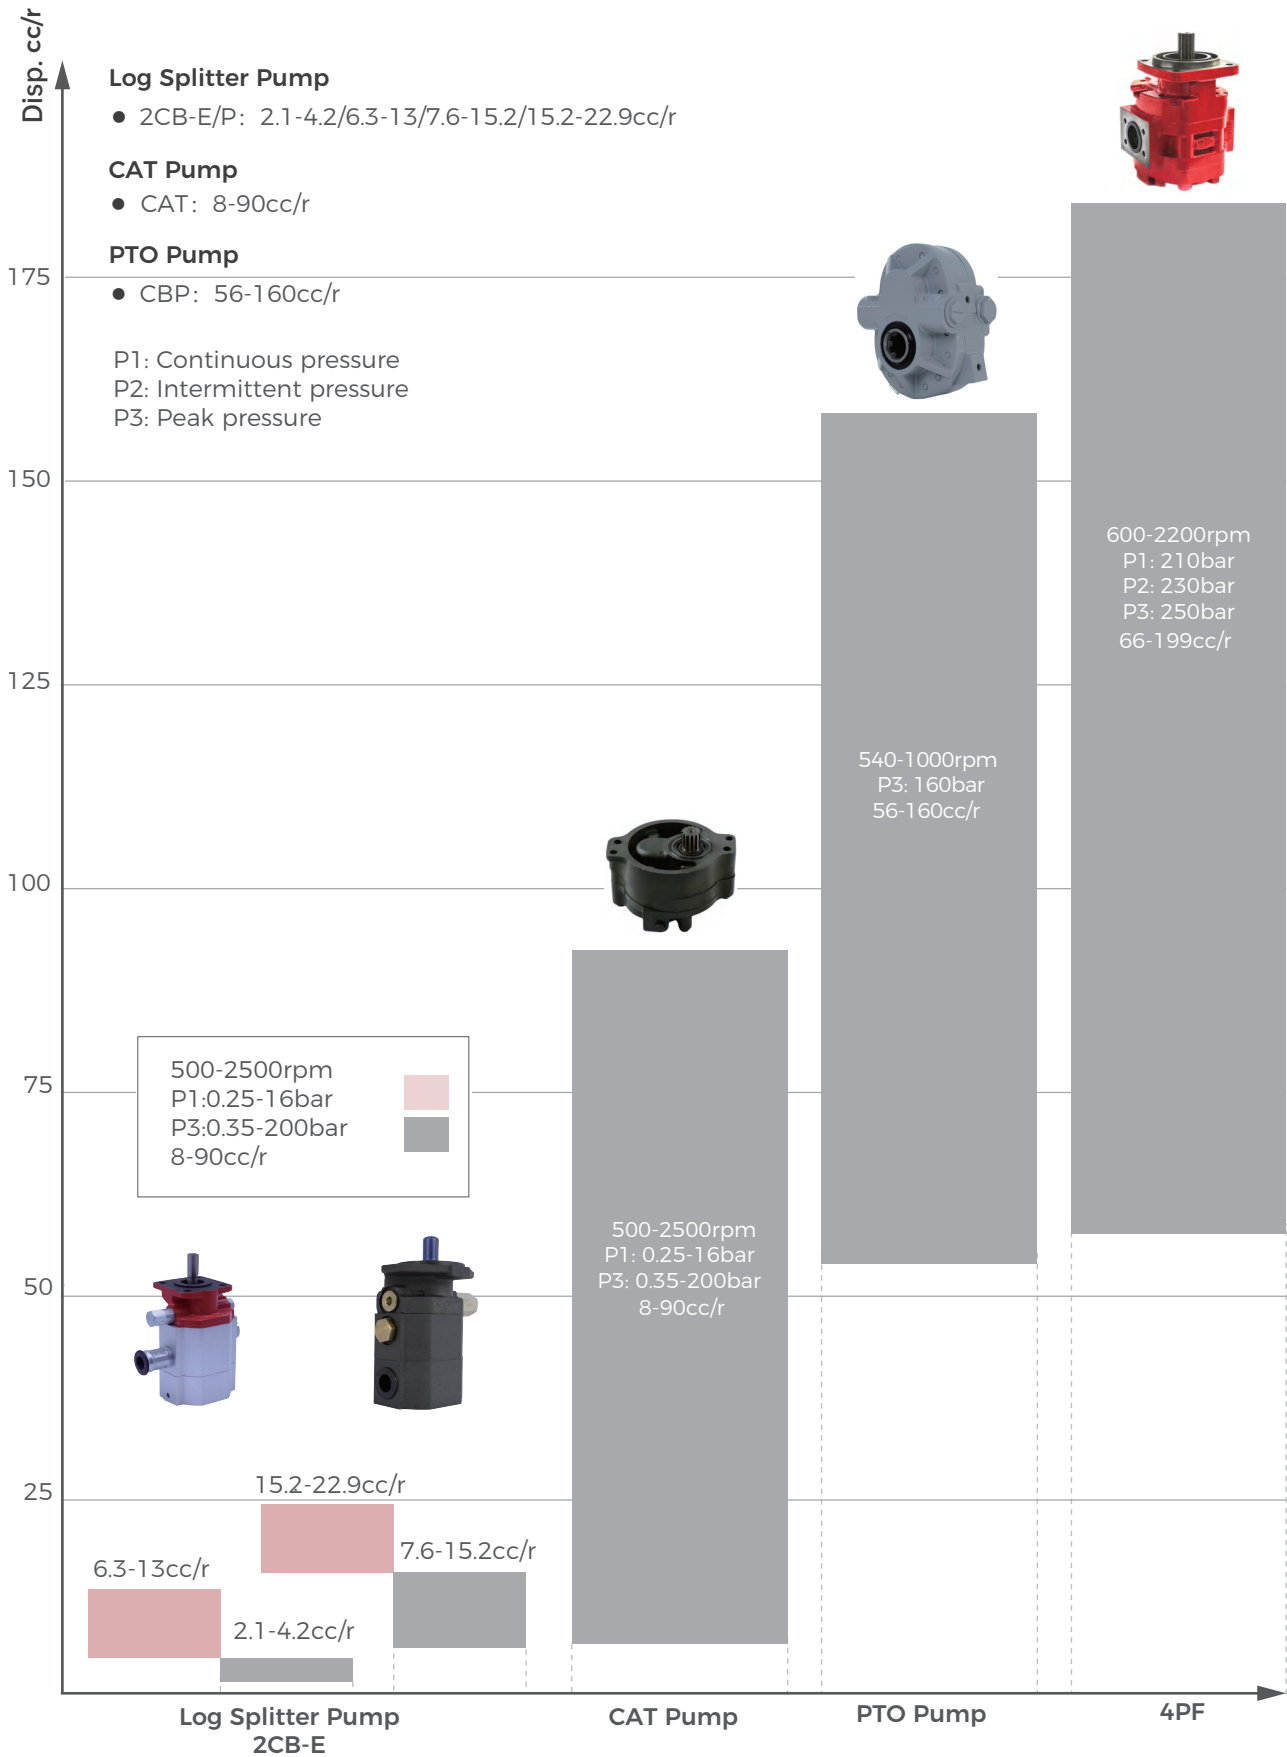 Disp. cc/r
Log Splitter Pump
● 2CB-E/P: 2.1-4.2/6.3-13/7.6-15.2/15.2-22.9cc/r
CAT Pump
● CAT: 8-90cc/r
PTO Pump
● CBP: 56-160cc/r
P1: Continuous pressure
P2: Intermittent pressure
P3: Peak pressure
175
150
125
100
75
50
25
600-2200rpm
P1: 210bar
P2: 230bar
P3: 250bar
66-199cc/r
540-1000rpm
P3: 160bar
56-160cc/r
500-2500rpm
P1:0.25-16bar
P3:0.35-200bar
8-90cc/r
500-2500rpm
P1: 0.25-16bar
P3: 0.35-200bar
8-90cc/r
15.2-22.9cc/r
7.6-15.2cc/r
6.3-13cc/r
2.1-4.2cc/r
Log Splitter Pump
2CB-E
CAT Pump
PTO Pump
4PF